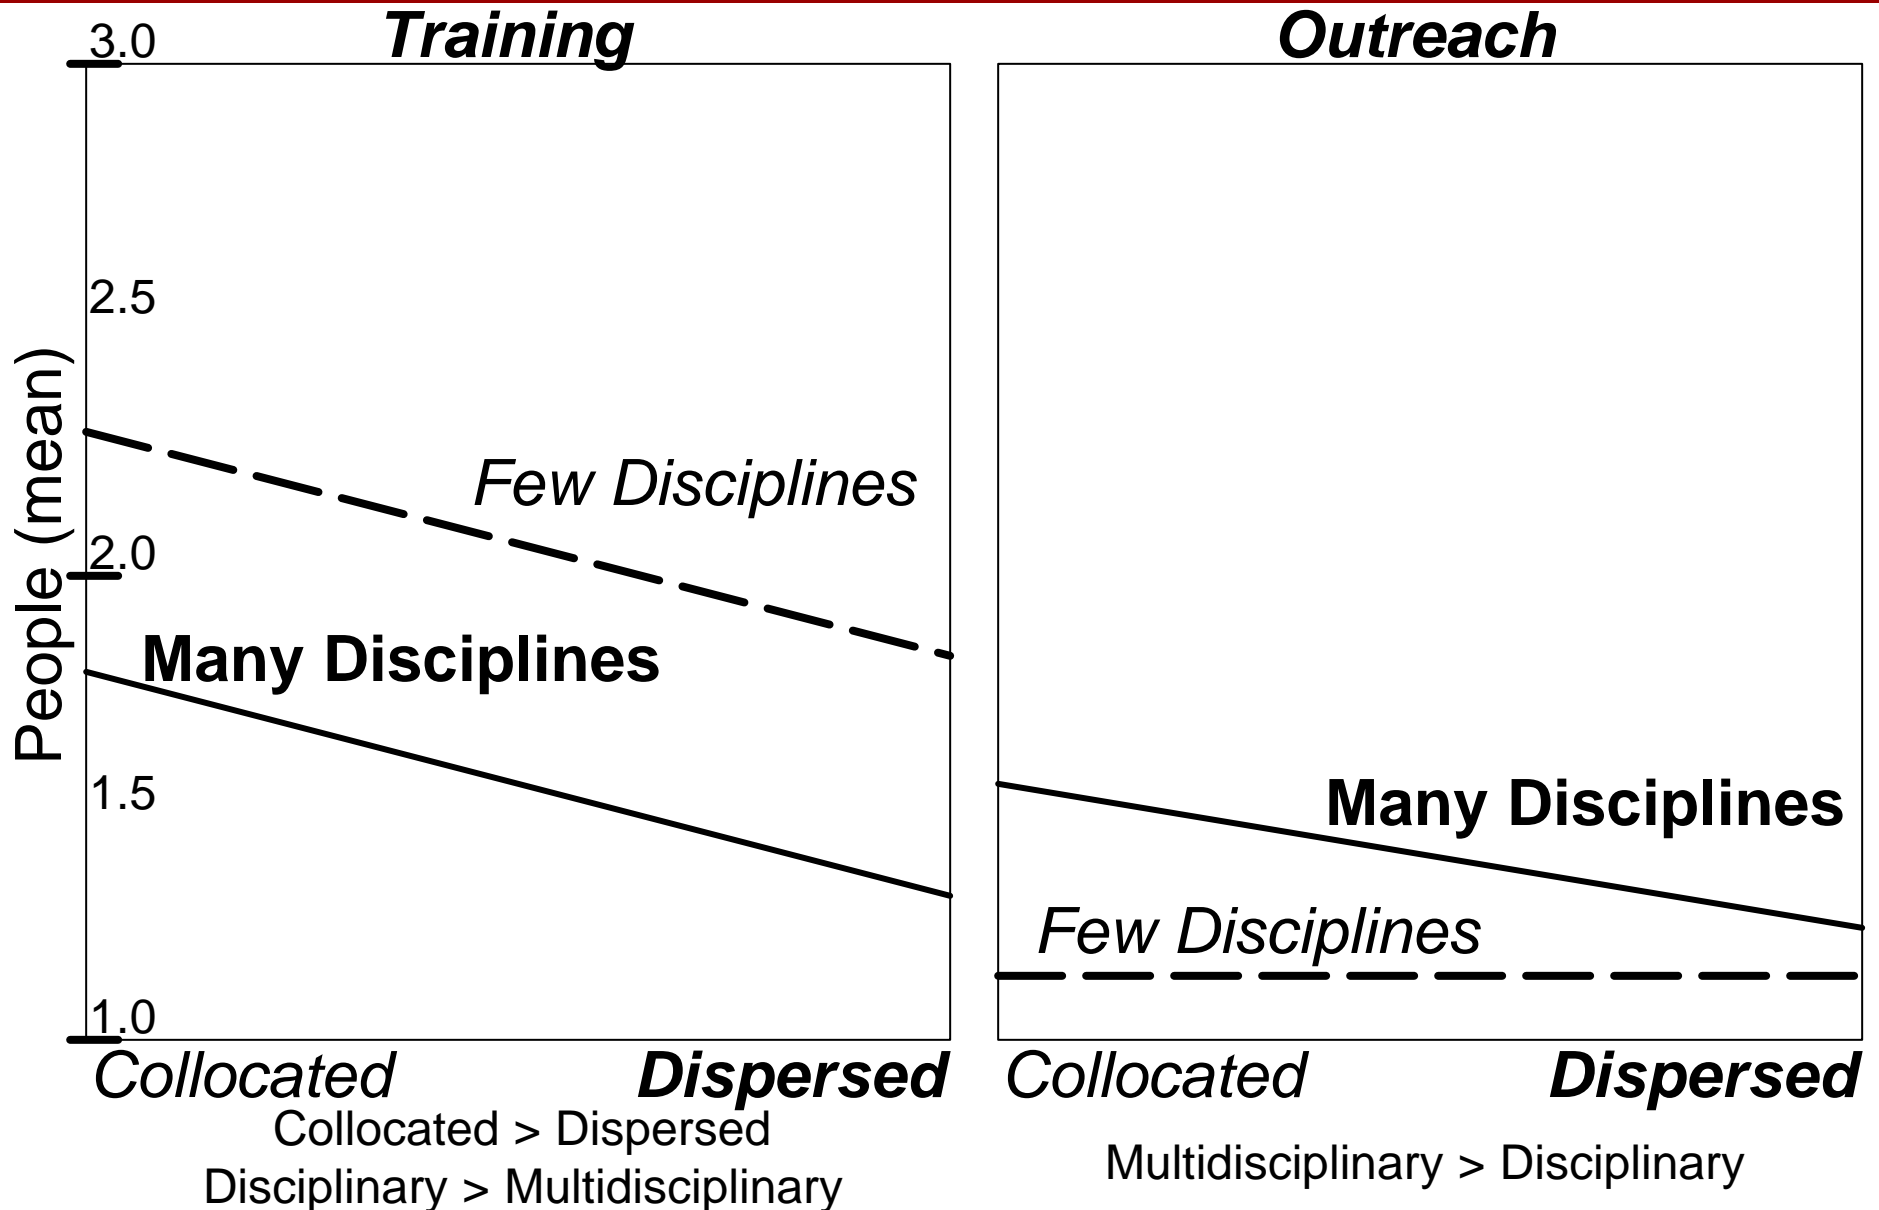 Training
3.0
2.5
2.0
1.5
1.0
People (mean)
Few Disciplines
Many Disciplines
Collocated
Dispersed
Collocated > Dispersed
Disciplinary > Multidisciplinary
Outreach
Many Disciplines
Few Disciplines
Collocated
Dispersed
Multidisciplinary > Disciplinary